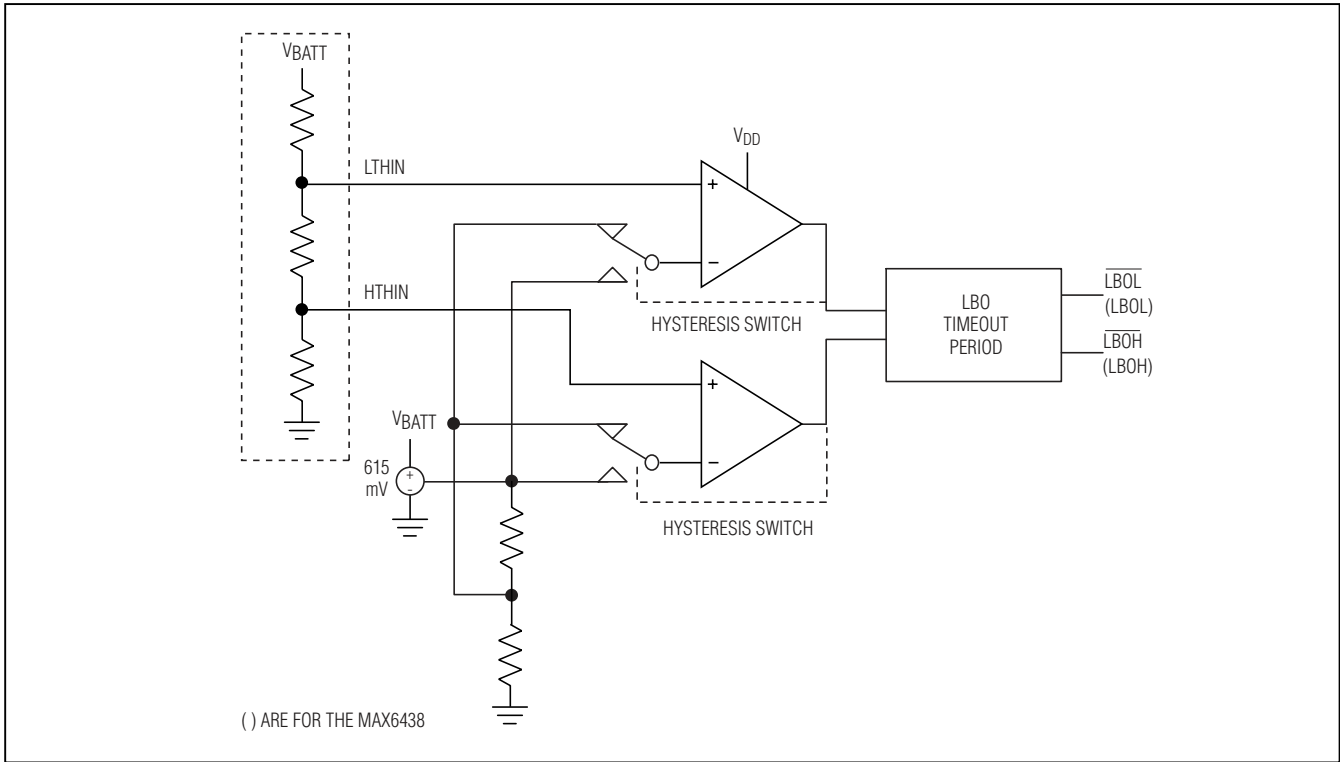 VBATT
LTHIN
VDD
+
−
HYSTERESIS SWITCH
HTHIN
LBO
TIMEOUT
PERIOD
LBOL
(LBOL)
LBOH
(LBOH)
+
−
HYSTERESIS SWITCH
VBATT
615
mV
+
-
( ) ARE FOR THE MAX6438